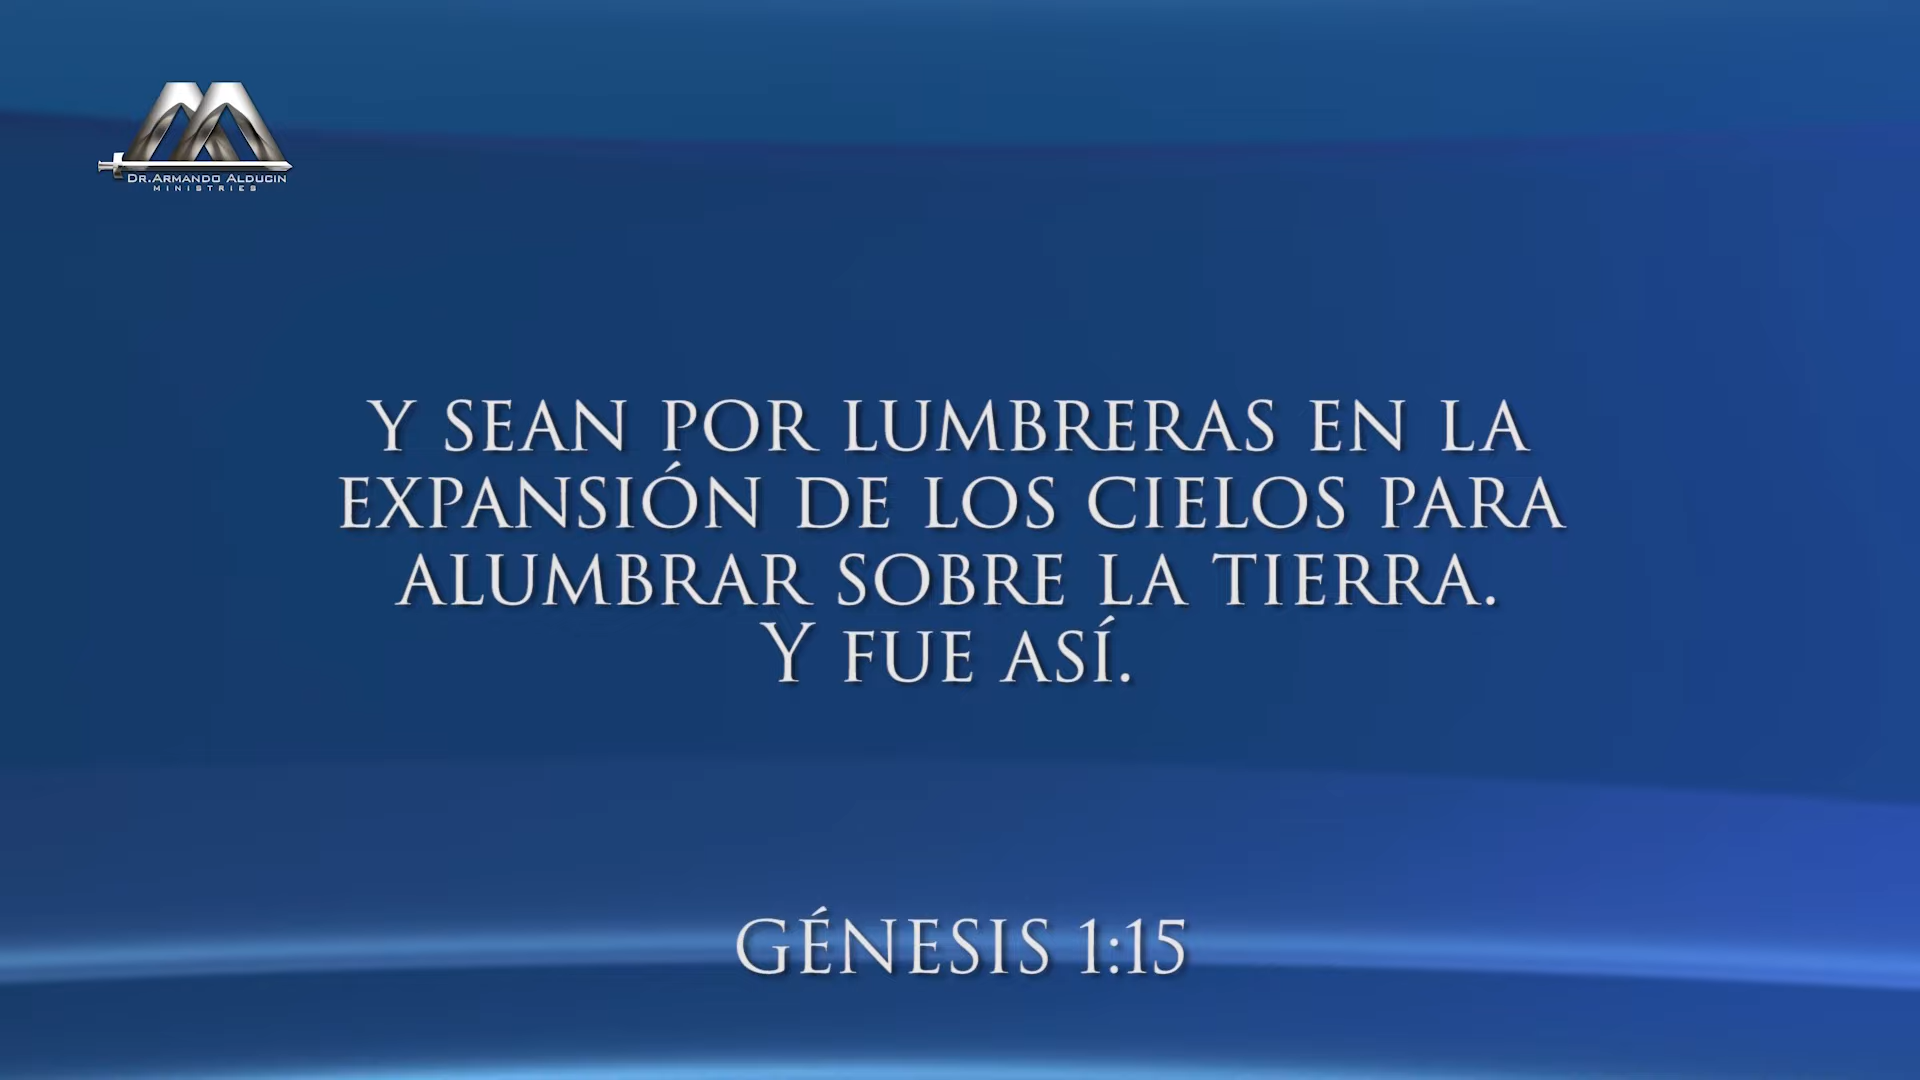 DR. ARMANDO ALDUCIN
MINISTRIES
Y SEAN POR LUMBRERAS EN LA
EXPANSIÓN DE LOS CIELOS PARA
ALUMBRAR SOBRE LA TIERRA.
Y FUE ASÍ.
GÉNESIS 1:15